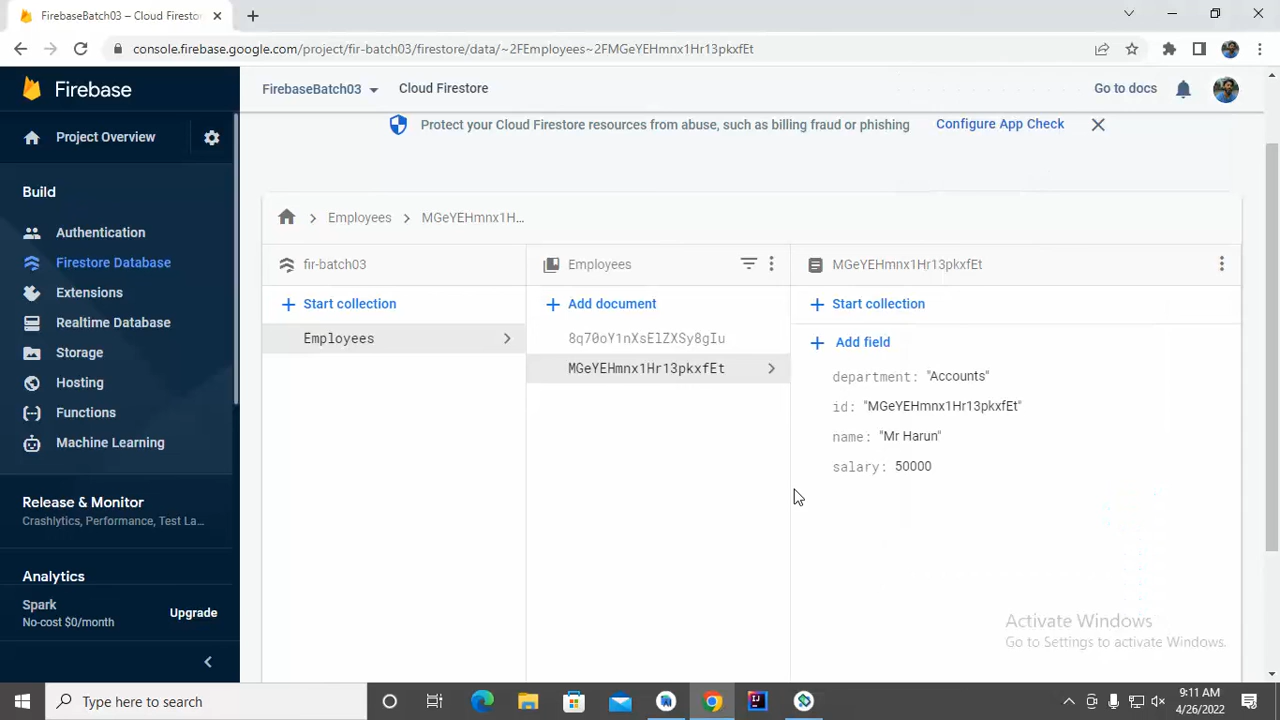 FirebaseBatch03 – Cloud Firestore
console.firebase.google.com/project/fir-batch03/firestore/data/~2FEmployees~2FMGeYEHmnx1Hr13pkxfEt
Firebase
FirebaseBatch03
Cloud Firestore
Go to docs
Project Overview
Protect your Cloud Firestore resources from abuse, such as billing fraud or phishing
Configure App Check
Build
Authentication
Firestore Database
Extensions
Realtime Database
Storage
Hosting
Functions
Machine Learning
Release & Monitor
Crashlytics, Performance, Test La...
Analytics
Spark
No-cost $0/month
Upgrade
Employees
MGeYEHmnx1H...
fir-batch03
Start collection
Employees
Employees
Add document
8q70oY1nXsElZXSy8gIu
MGeYEHmnx1Hr13pkxfEt
MGeYEHmnx1Hr13pkxfEt
Start collection
Add field
department: "Accounts"
id: "MGeYEHmnx1Hr13pkxfEt"
name: "Mr Harun"
salary: 50000
Activate Windows
Go to Settings to activate Windows.
Type here to search
9:11 AM
4/26/2022